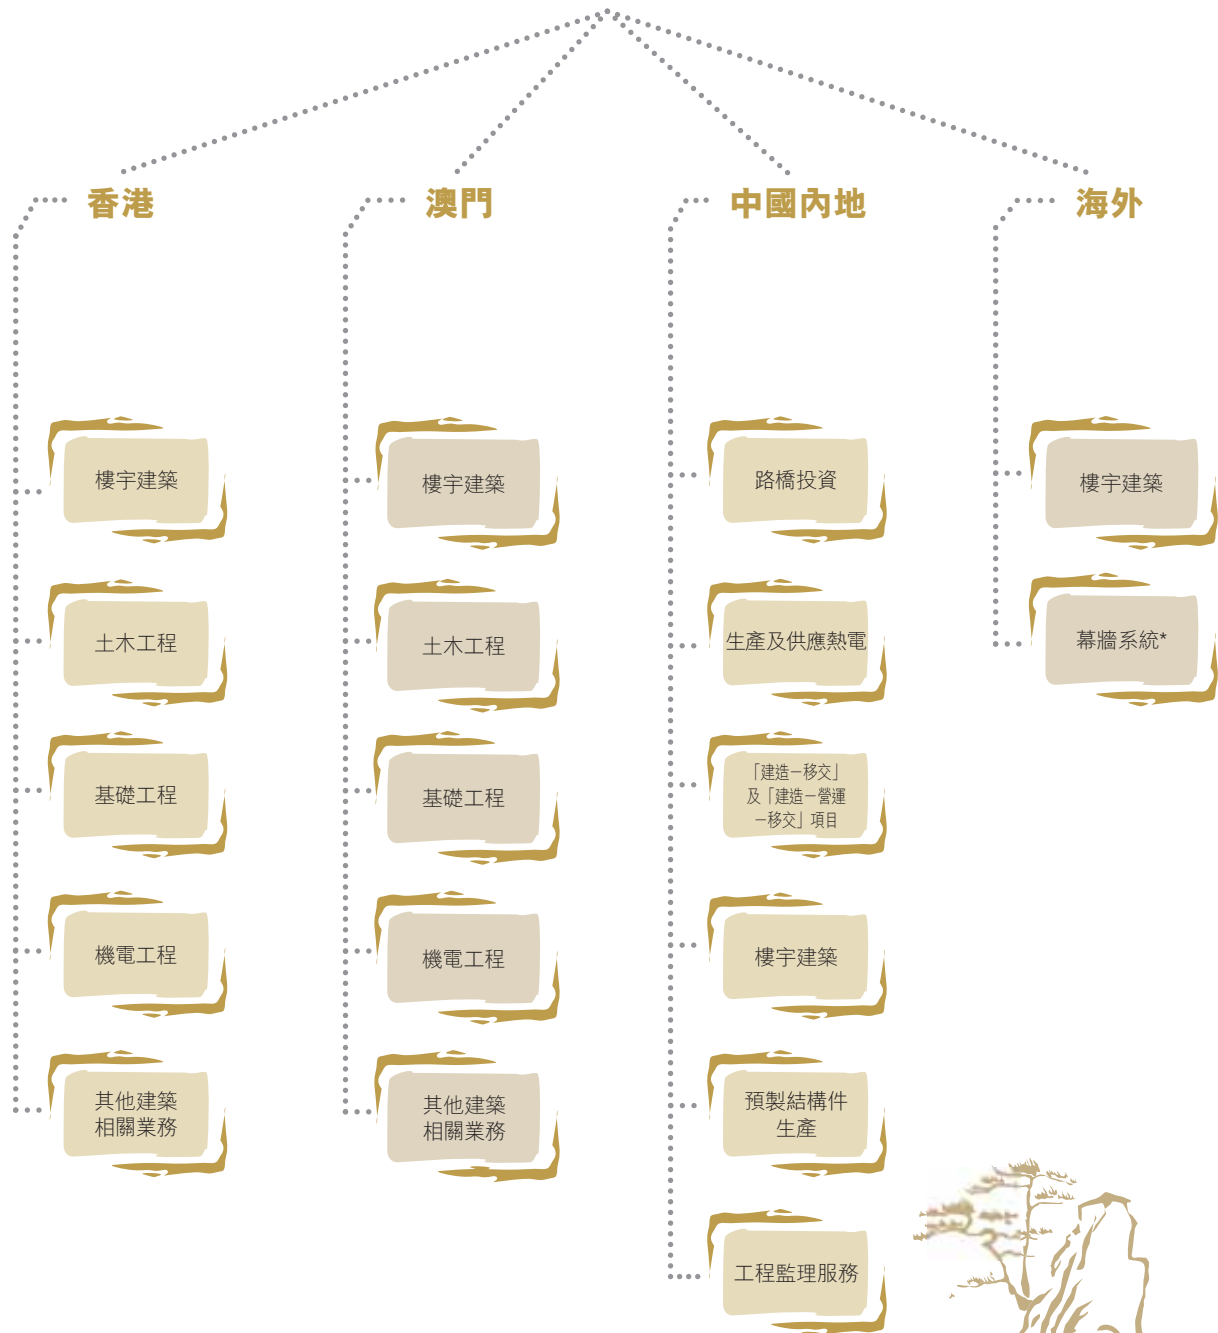 香港
樓宇建築
土木工程
基礎工程
機電工程
其他建築
相關業務
澳門
樓宇建築
土木工程
基礎工程
機電工程
其他建築
相關業務
中國內地
路橋投資
生產及供應熱電
「建造－移交」
及「建造－營運
－移交」項目
樓宇建築
預製結構件
生產
工程監理服務
海外
樓宇建築
幕牆系統*